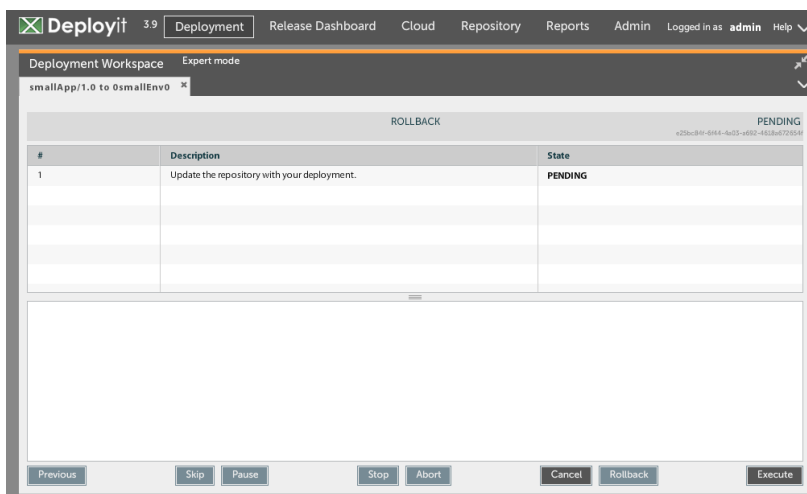 Deployit 3.9 Deployment Release Dashboard Cloud Repository Reports Admin Logged in as admin Help
Deployment Workspace Expert mode
smallApp/1.0 to 0smallEnv0 ×
ROLLBACK PENDING
# Description State
1 Update the repository with your deployment. PENDING
Previous Skip Pause Stop Abort Cancel Rollback Execute